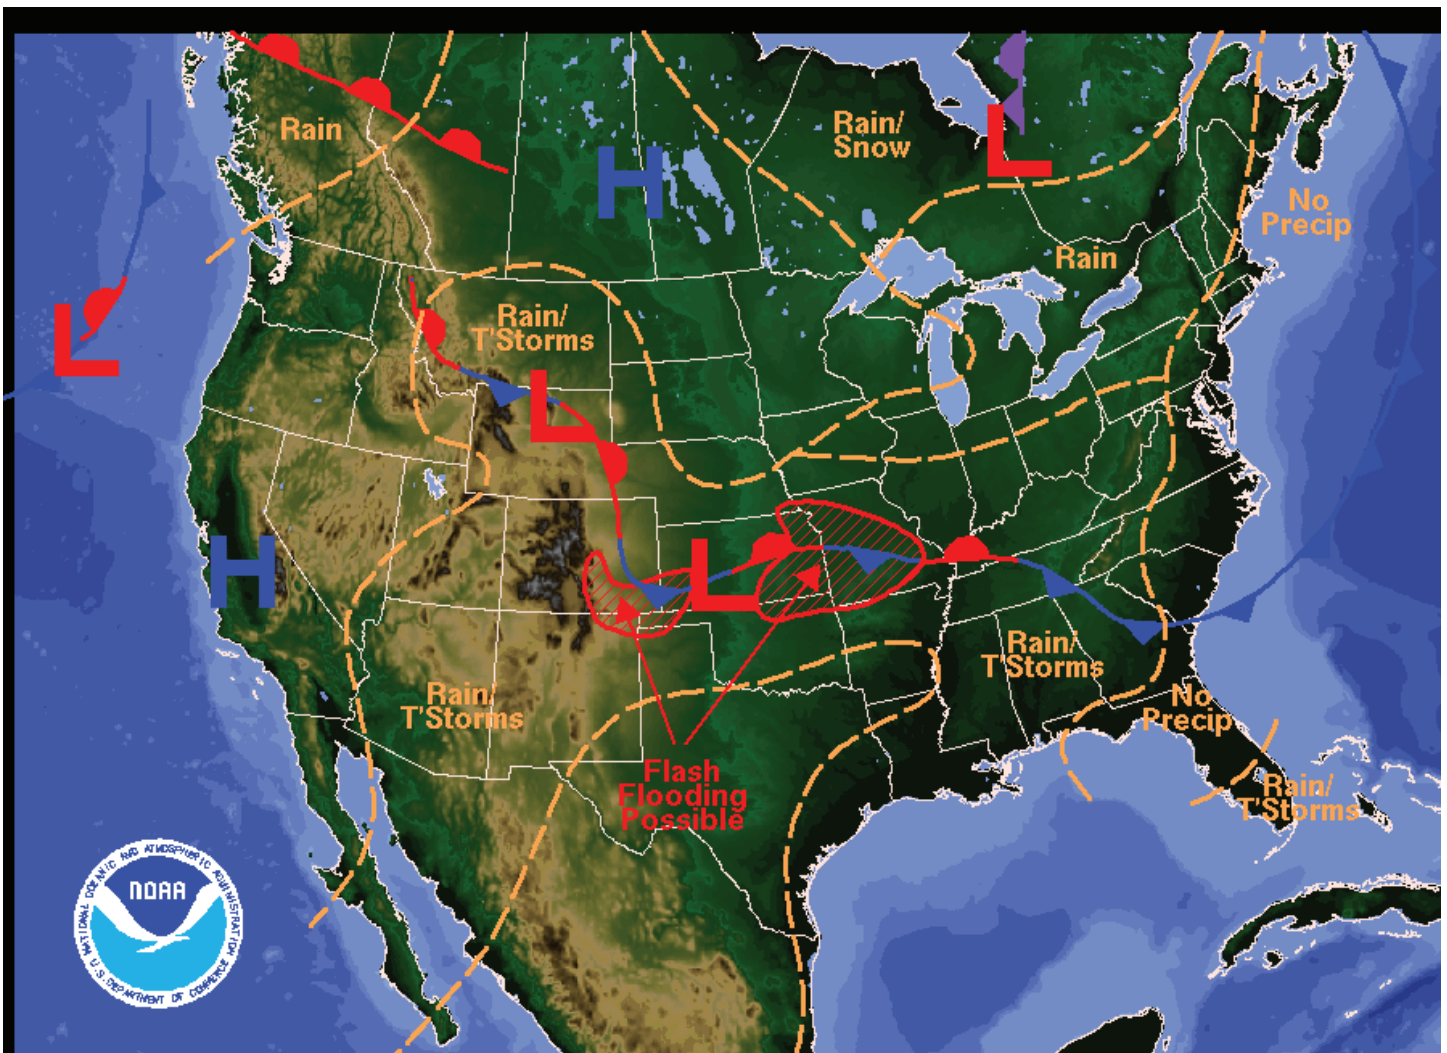 Rain
Rain/
Snow
H
L
No
Precip
Rain
Rain/
T'Storms
L
L
H
L
Rain/
T'Storms
Rain/
T'Storms
No
Precip
Flash
Flooding
Possible
Rain/
T'Storms
NATIONAL OCEANIC AND ATMOSPHERIC ADMINISTRATION
NOAA
U.S. DEPARTMENT OF COMMERCE